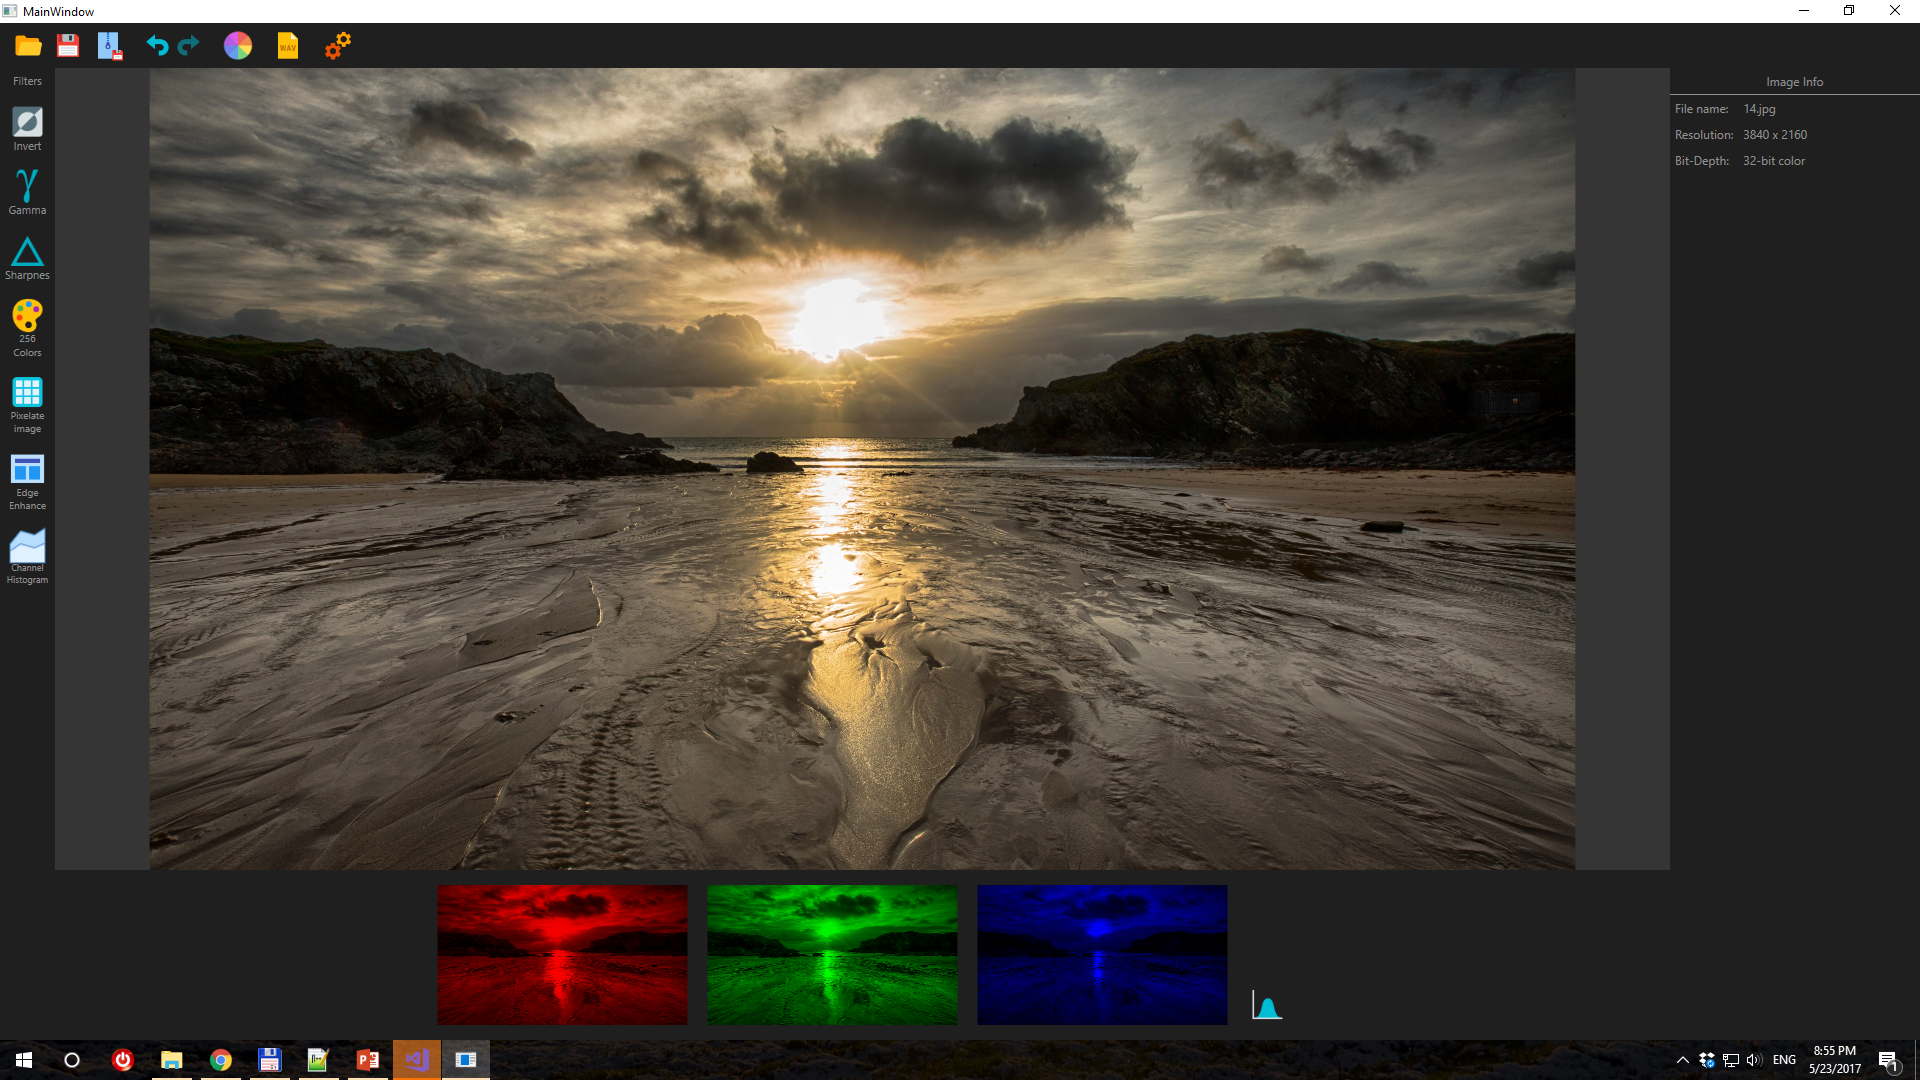 MainWindow
WAV
Filters
Invert
Gamma
Sharpnes
256
Colors
Pixelate
image
Edge
Enhance
Channel
Histogram
Image Info
File name: 14.jpg
Resolution: 3840 x 2160
Bit-Depth: 32-bit color
ENG
8:55 PM
5/23/2017
1